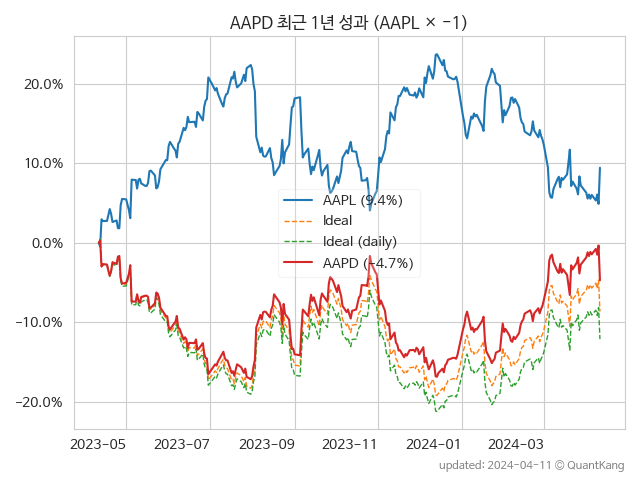 AAPD 최근 1년 성과 (AAPL × −1)
20.0%
10.0%
0.0%
−10.0%
−20.0%
AAPL (9.4%)
Ideal
Ideal (daily)
AAPD (−4.7%)
2023−05
2023−07
2023−09
2023−11
2024−01
2024−03
updated: 2024−04−11 © QuantKang